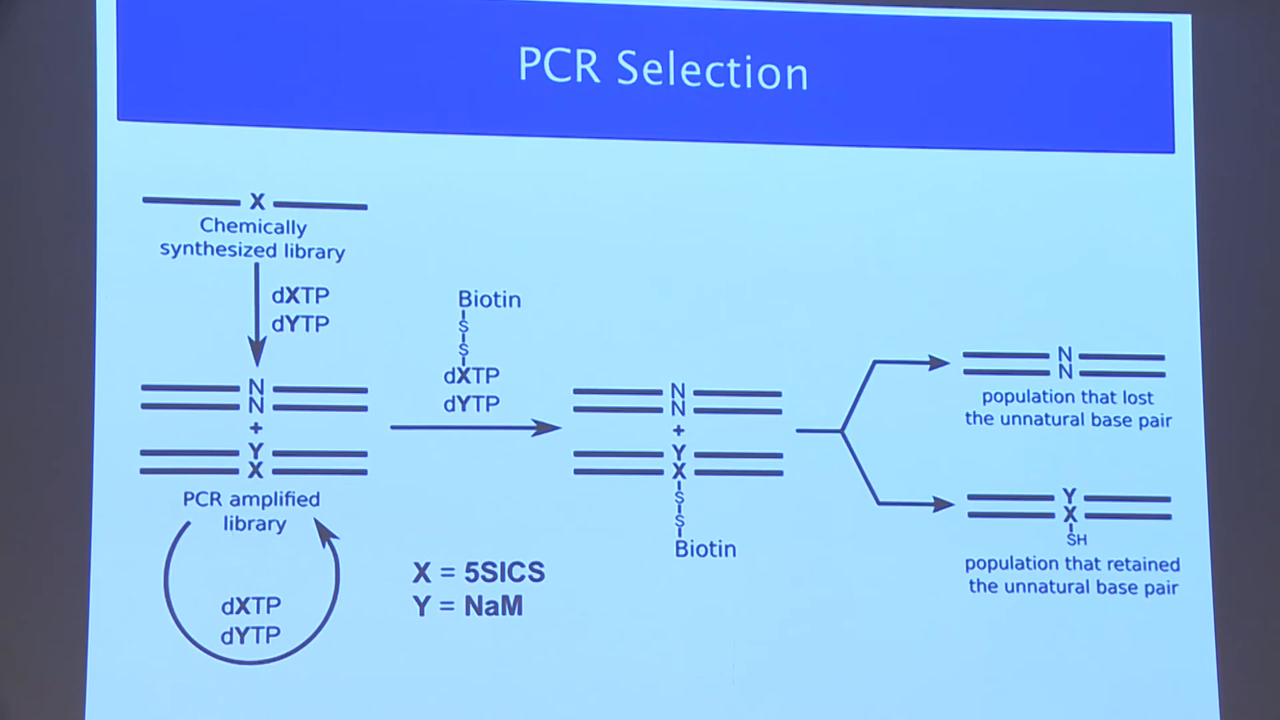 PCR Selection
X
Chemically
synthesized library
dXTP
dYTP
N
N
+
Y
X
PCR amplified
library
dXTP
dYTP
Biotin
S
S
dXTP
dYTP
X = 5SICS
Y = NaM
N
N
+
Y
X
S
S
Biotin
N
N
population that lost
the unnatural base pair
Y
X
SH
population that retained
the unnatural base pair